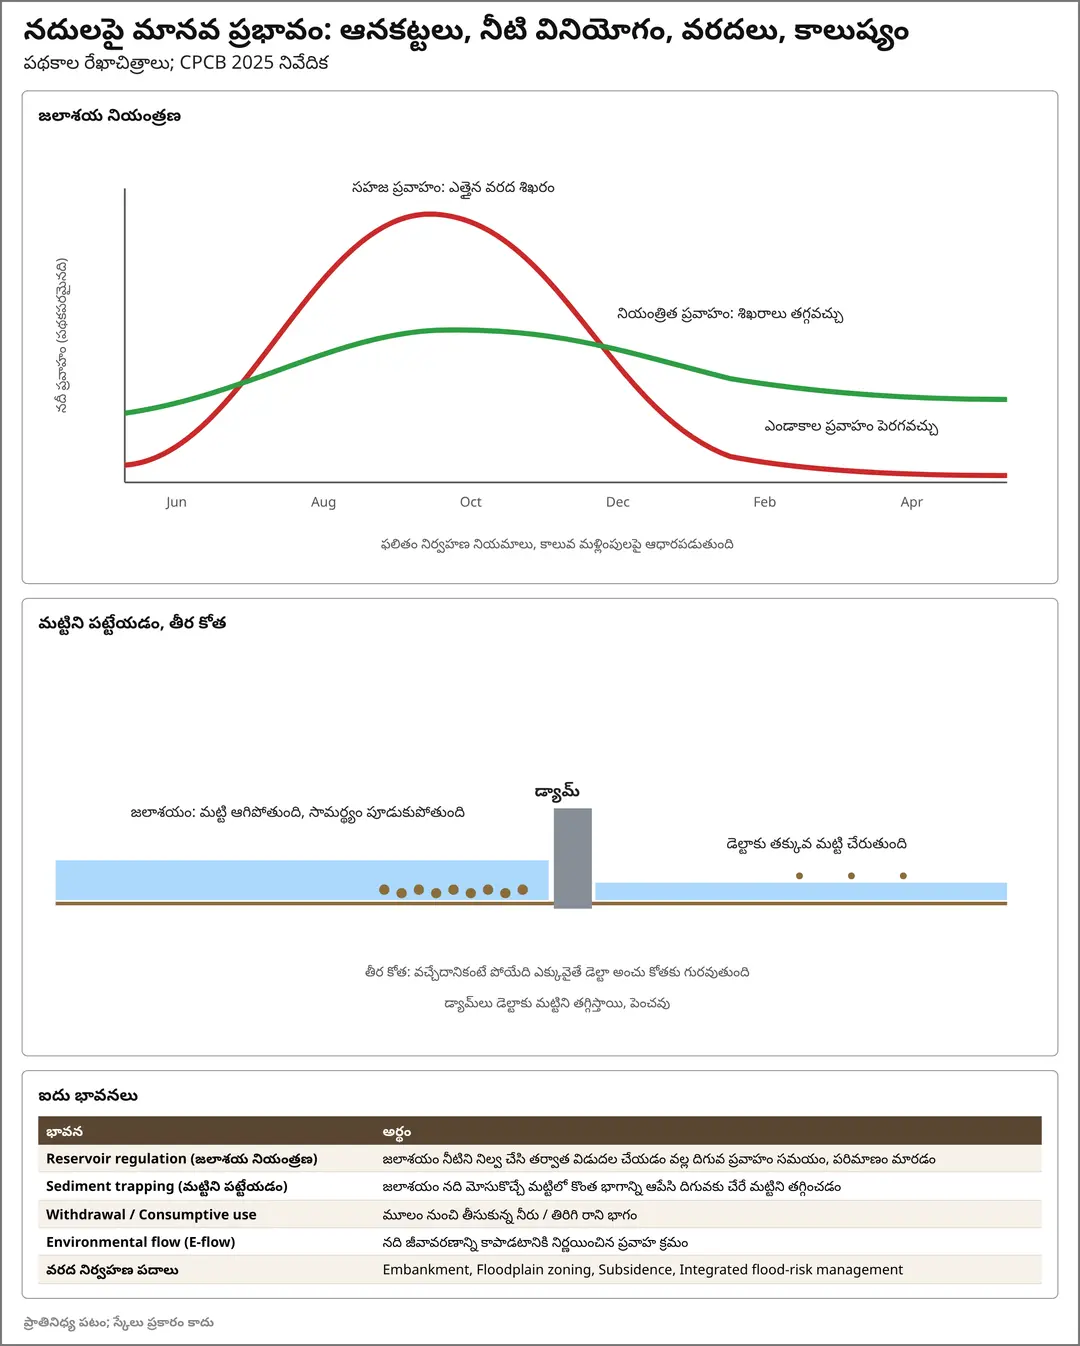 నదులపై మానవ ప్రభావం: ఆనకట్టలు, నీటి వినియోగం, వరదలు, కాలుష్యం
పథకాల రేఖాచిత్రాలు; CPCB 2025 నివేదిక
జలాశయ నియంత్రణ
సహజ ప్రవాహం: ఎత్తైన వరద శిఖరం
నియంత్రిత ప్రవాహం: శిఖరాలు తగ్గవచ్చు
ఎండాకాల ప్రవాహం పెరగవచ్చు
నదీ ప్రవాహం (పథకపరమైనది)
Jun Aug Oct Dec Feb Apr
ఫలితం నిర్వహణ నియమాలు, కాలువ మళ్లింపులపై ఆధారపడుతుంది
మట్టిని పట్టేయడం, తీర కోత
డ్యామ్
జలాశయం: మట్టి ఆగిపోతుంది, సామర్థ్యం పూడుకుపోతుంది
డెల్టాకు తక్కువ మట్టి చేరుతుంది
తీర కోత: వచ్చేదానికంటే పోయేది ఎక్కువైతే డెల్టా అంచు కోతకు గురవుతుంది
డ్యామ్‌లు డెల్టాకు మట్టిని తగ్గిస్తాయి, పెంచవు
ఐదు భావనలు
భావన అర్థం
Reservoir regulation (జలాశయ నియంత్రణ) జలాశయం నీటిని నిల్వ చేసి తర్వాత విడుదల చేయడం వల్ల దిగువ ప్రవాహం సమయం, పరిమాణం మారడం
Sediment trapping (మట్టిని పట్టేయడం) జలాశయం నది మోసుకొచ్చే మట్టిలో కొంత భాగాన్ని ఆపేసి దిగువకు చేరే మట్టిని తగ్గించడం
Withdrawal / Consumptive use మూలం నుంచి తీసుకున్న నీరు / తిరిగి రాని భాగం
Environmental flow (E-flow) నది జీవావరణాన్ని కాపాడటానికి నిర్ణయించిన ప్రవాహ క్రమం
వరద నిర్వహణ పదాలు Embankment, Floodplain zoning, Subsidence, Integrated flood-risk management
ప్రాతినిధ్య పటం; స్కేలు ప్రకారం కాదు